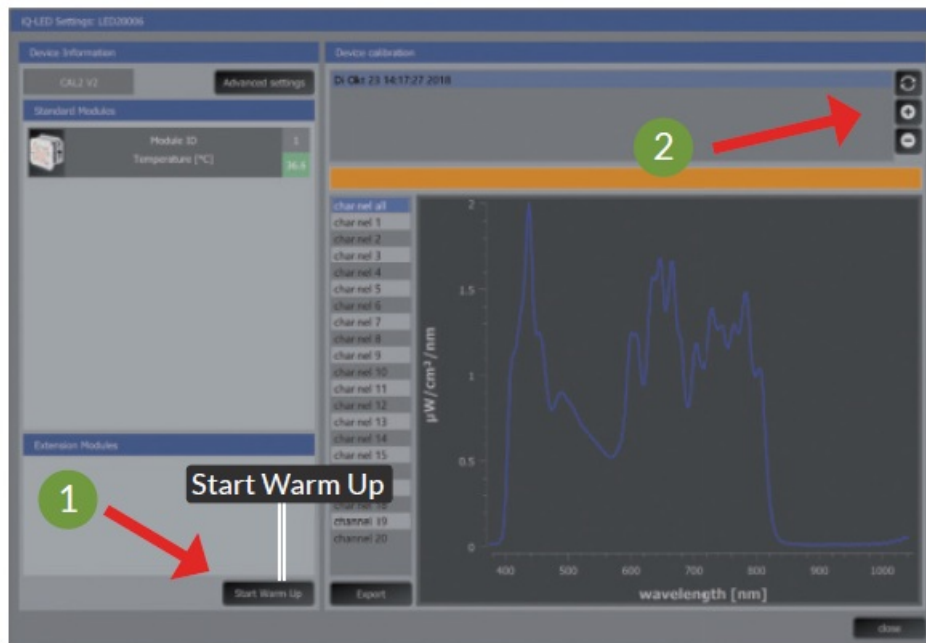 IQ-LED Settings: LED20006
Device Information
CAL2 V2
Advanced settings
Standard Modules
Module ID
1
Temperature [°C]
36.6
Extension Modules
1
Start Warm Up
Start Warm Up
Device calibration
Di Okt 23 14:17:27 2018
2
channel all
channel 1
channel 2
channel 3
channel 4
channel 5
channel 6
channel 7
channel 8
channel 9
channel 10
channel 11
channel 12
channel 13
channel 14
channel 15
channel 18
channel 19
channel 20
Export
2
1.5
1
0.5
0
µW/cm²/nm
400 500 600 700 800 900 1000
wavelength [nm]
close